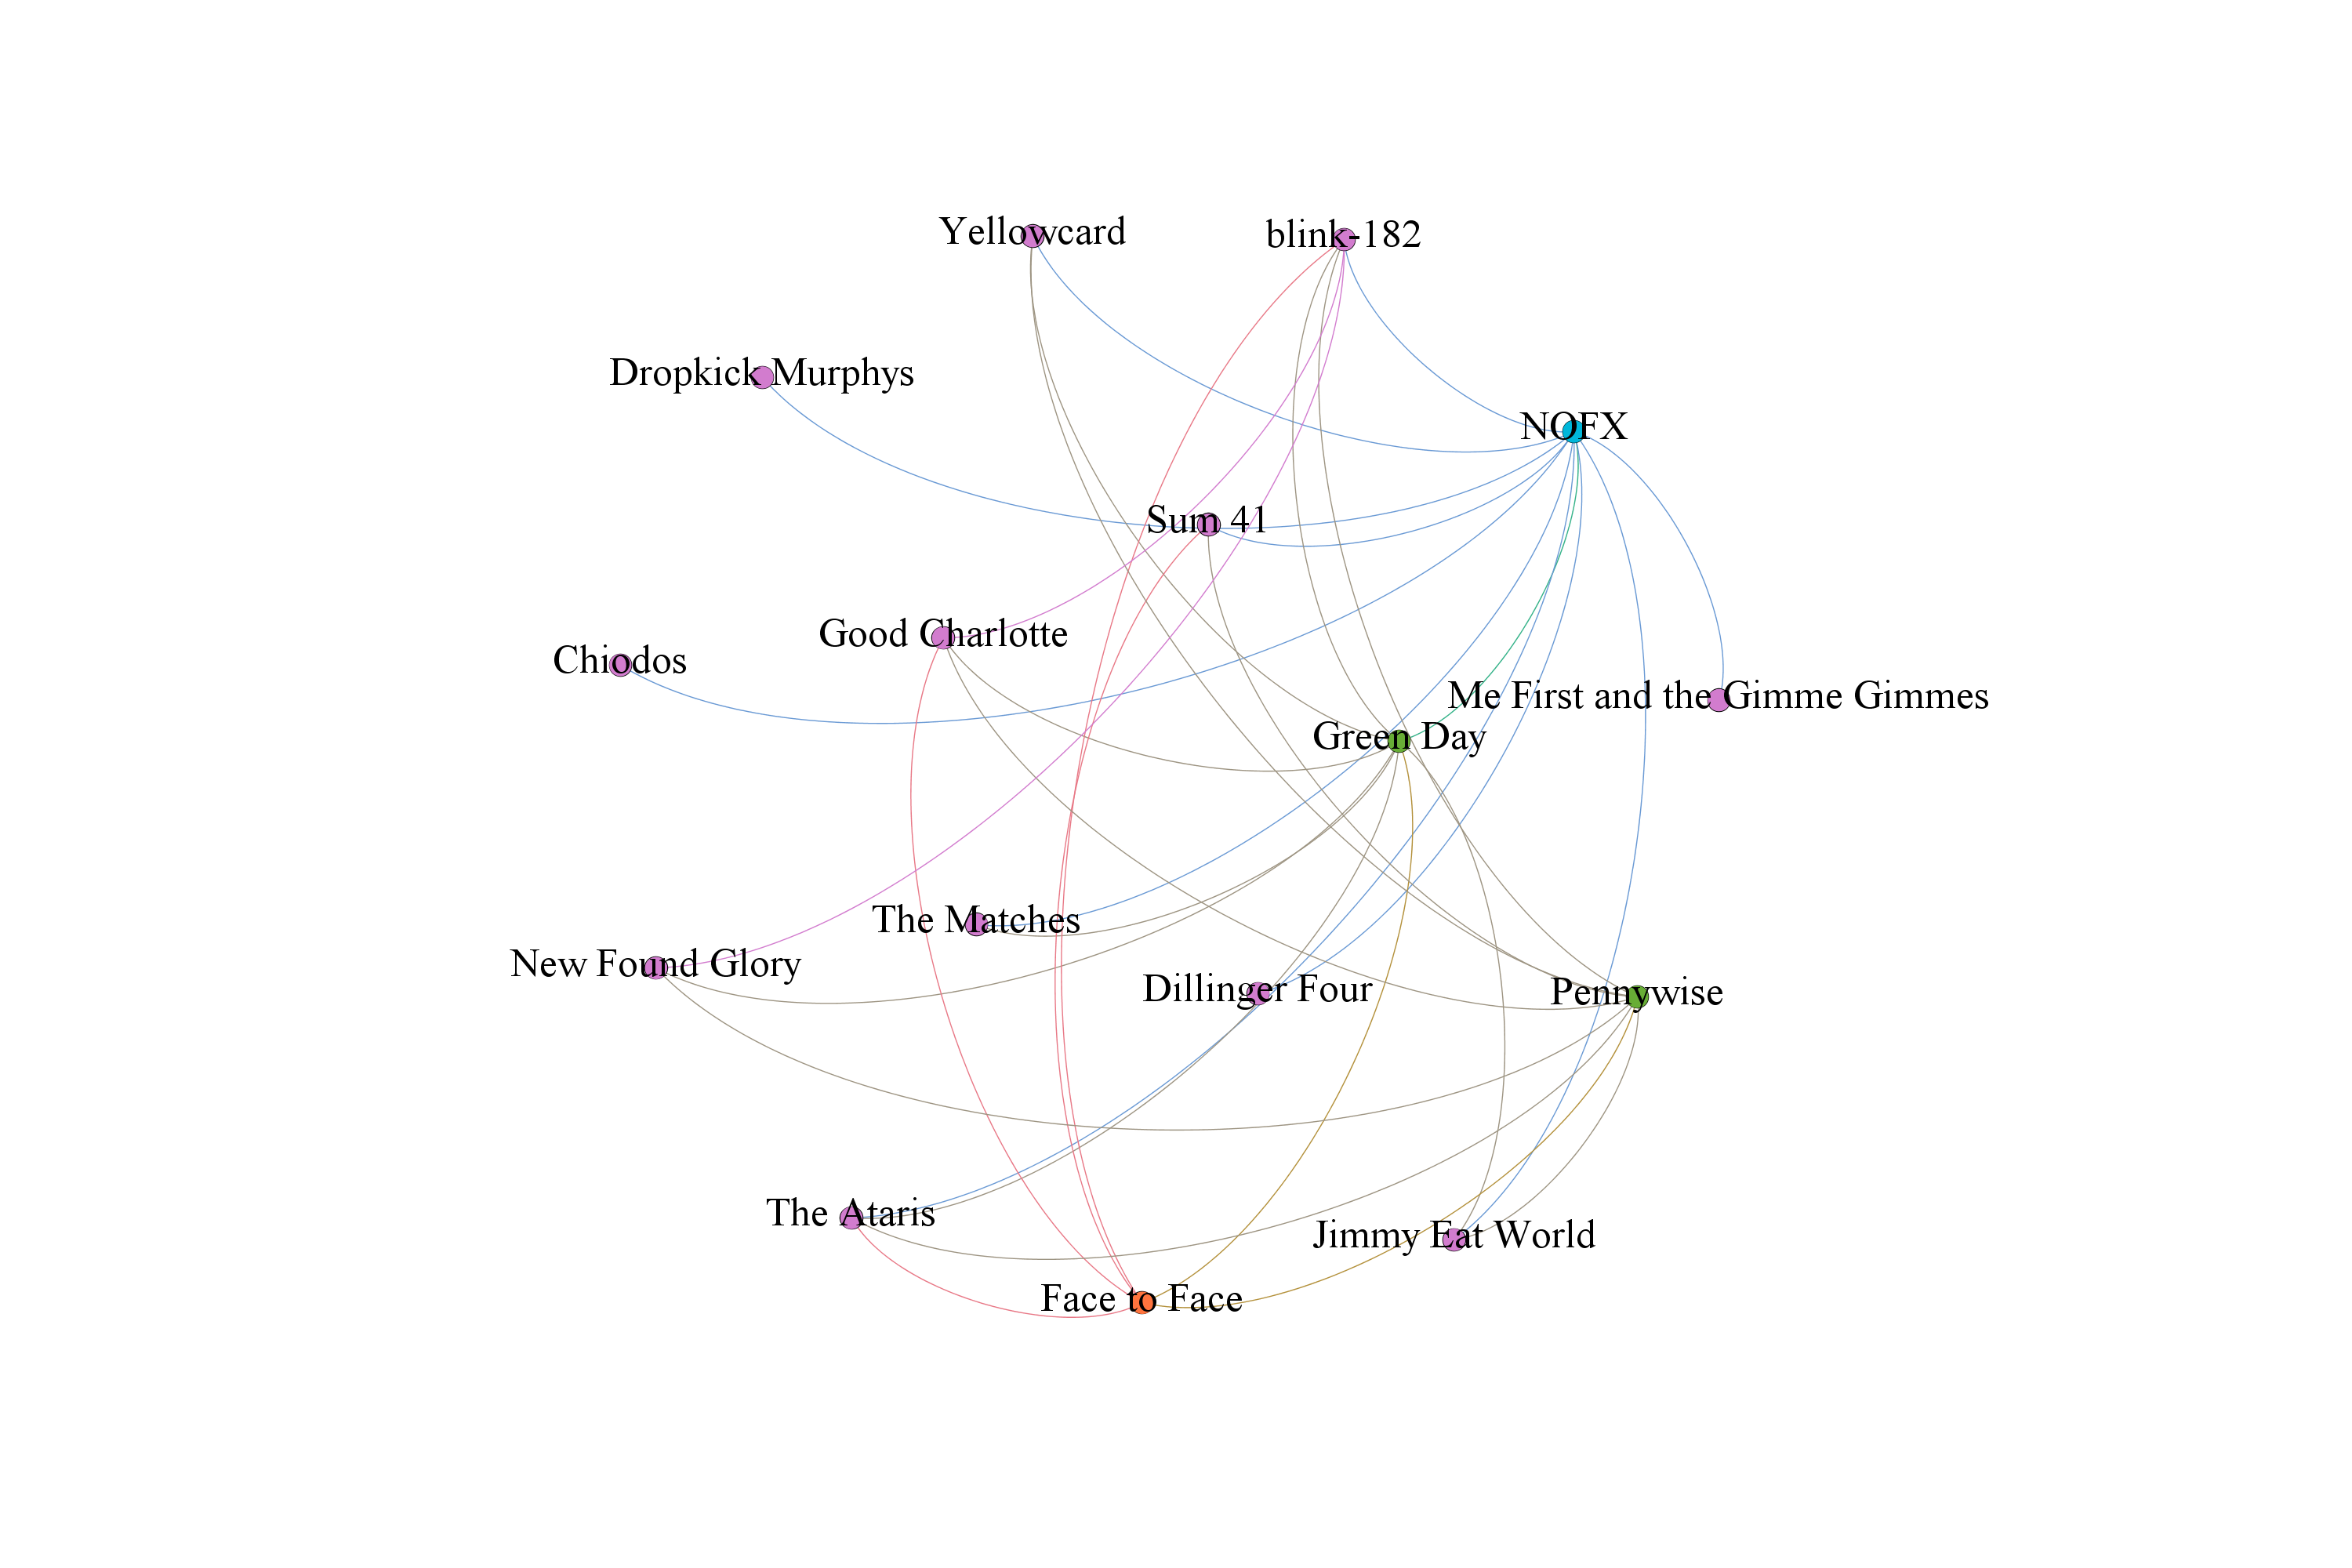 Yellowcard
blink-182
Dropkick Murphys
NOFX
Sum 41
Good Charlotte
Chiodos
Me First and the Gimme Gimmes
Green Day
The Matches
New Found Glory
Dillinger Four
Pennywise
The Ataris
Jimmy Eat World
Face to Face